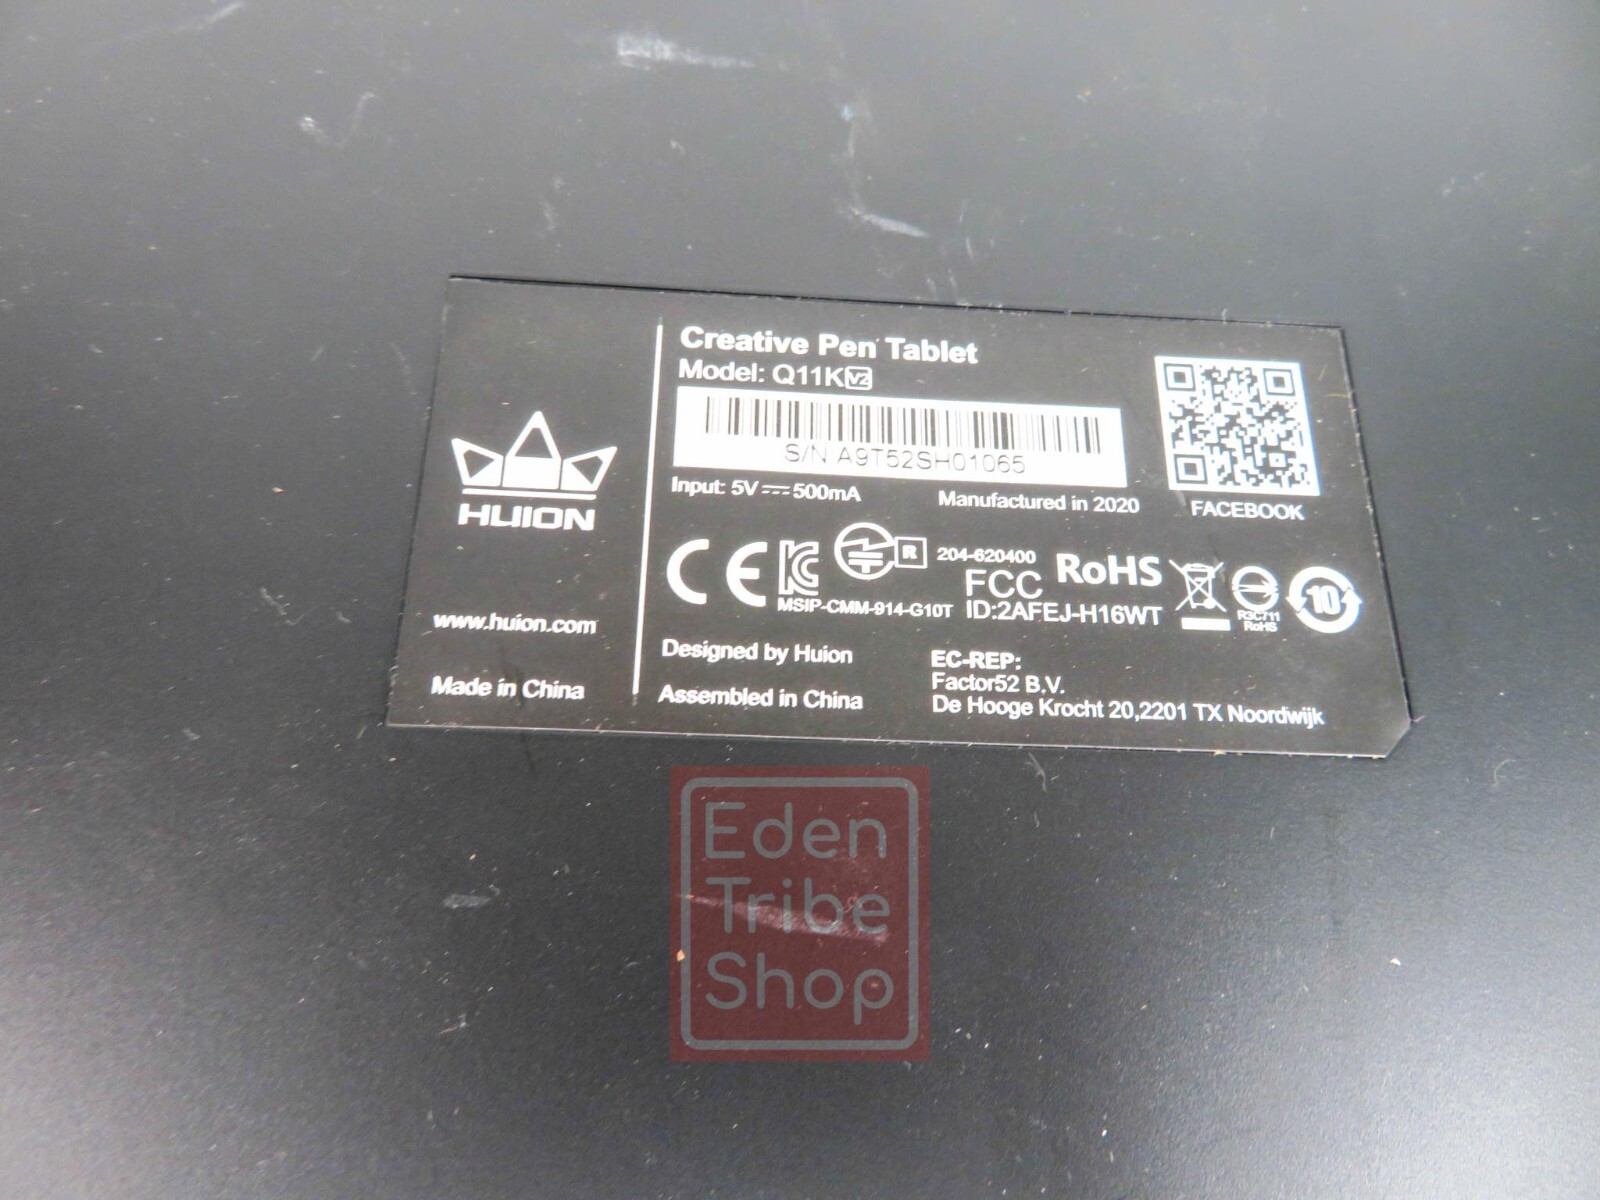 HUION
www.huion.com
Made in China
Creative Pen Tablet
Model: Q11K V2
S/N A9T52SH01065
Input: 5V⎓500mA
Manufactured in 2020
FACEBOOK
CE
R
204-620400
MSIP-CMM-914-G10T
FCC
ID:2AFEJ-H16WT
RoHS
R3C711
RoHS
10
Designed by Huion
Assembled in China
EC-REP:
Factor52 B.V.
De Hooge Krocht 20,2201 TX Noordwijk
Eden
Tribe
Shop